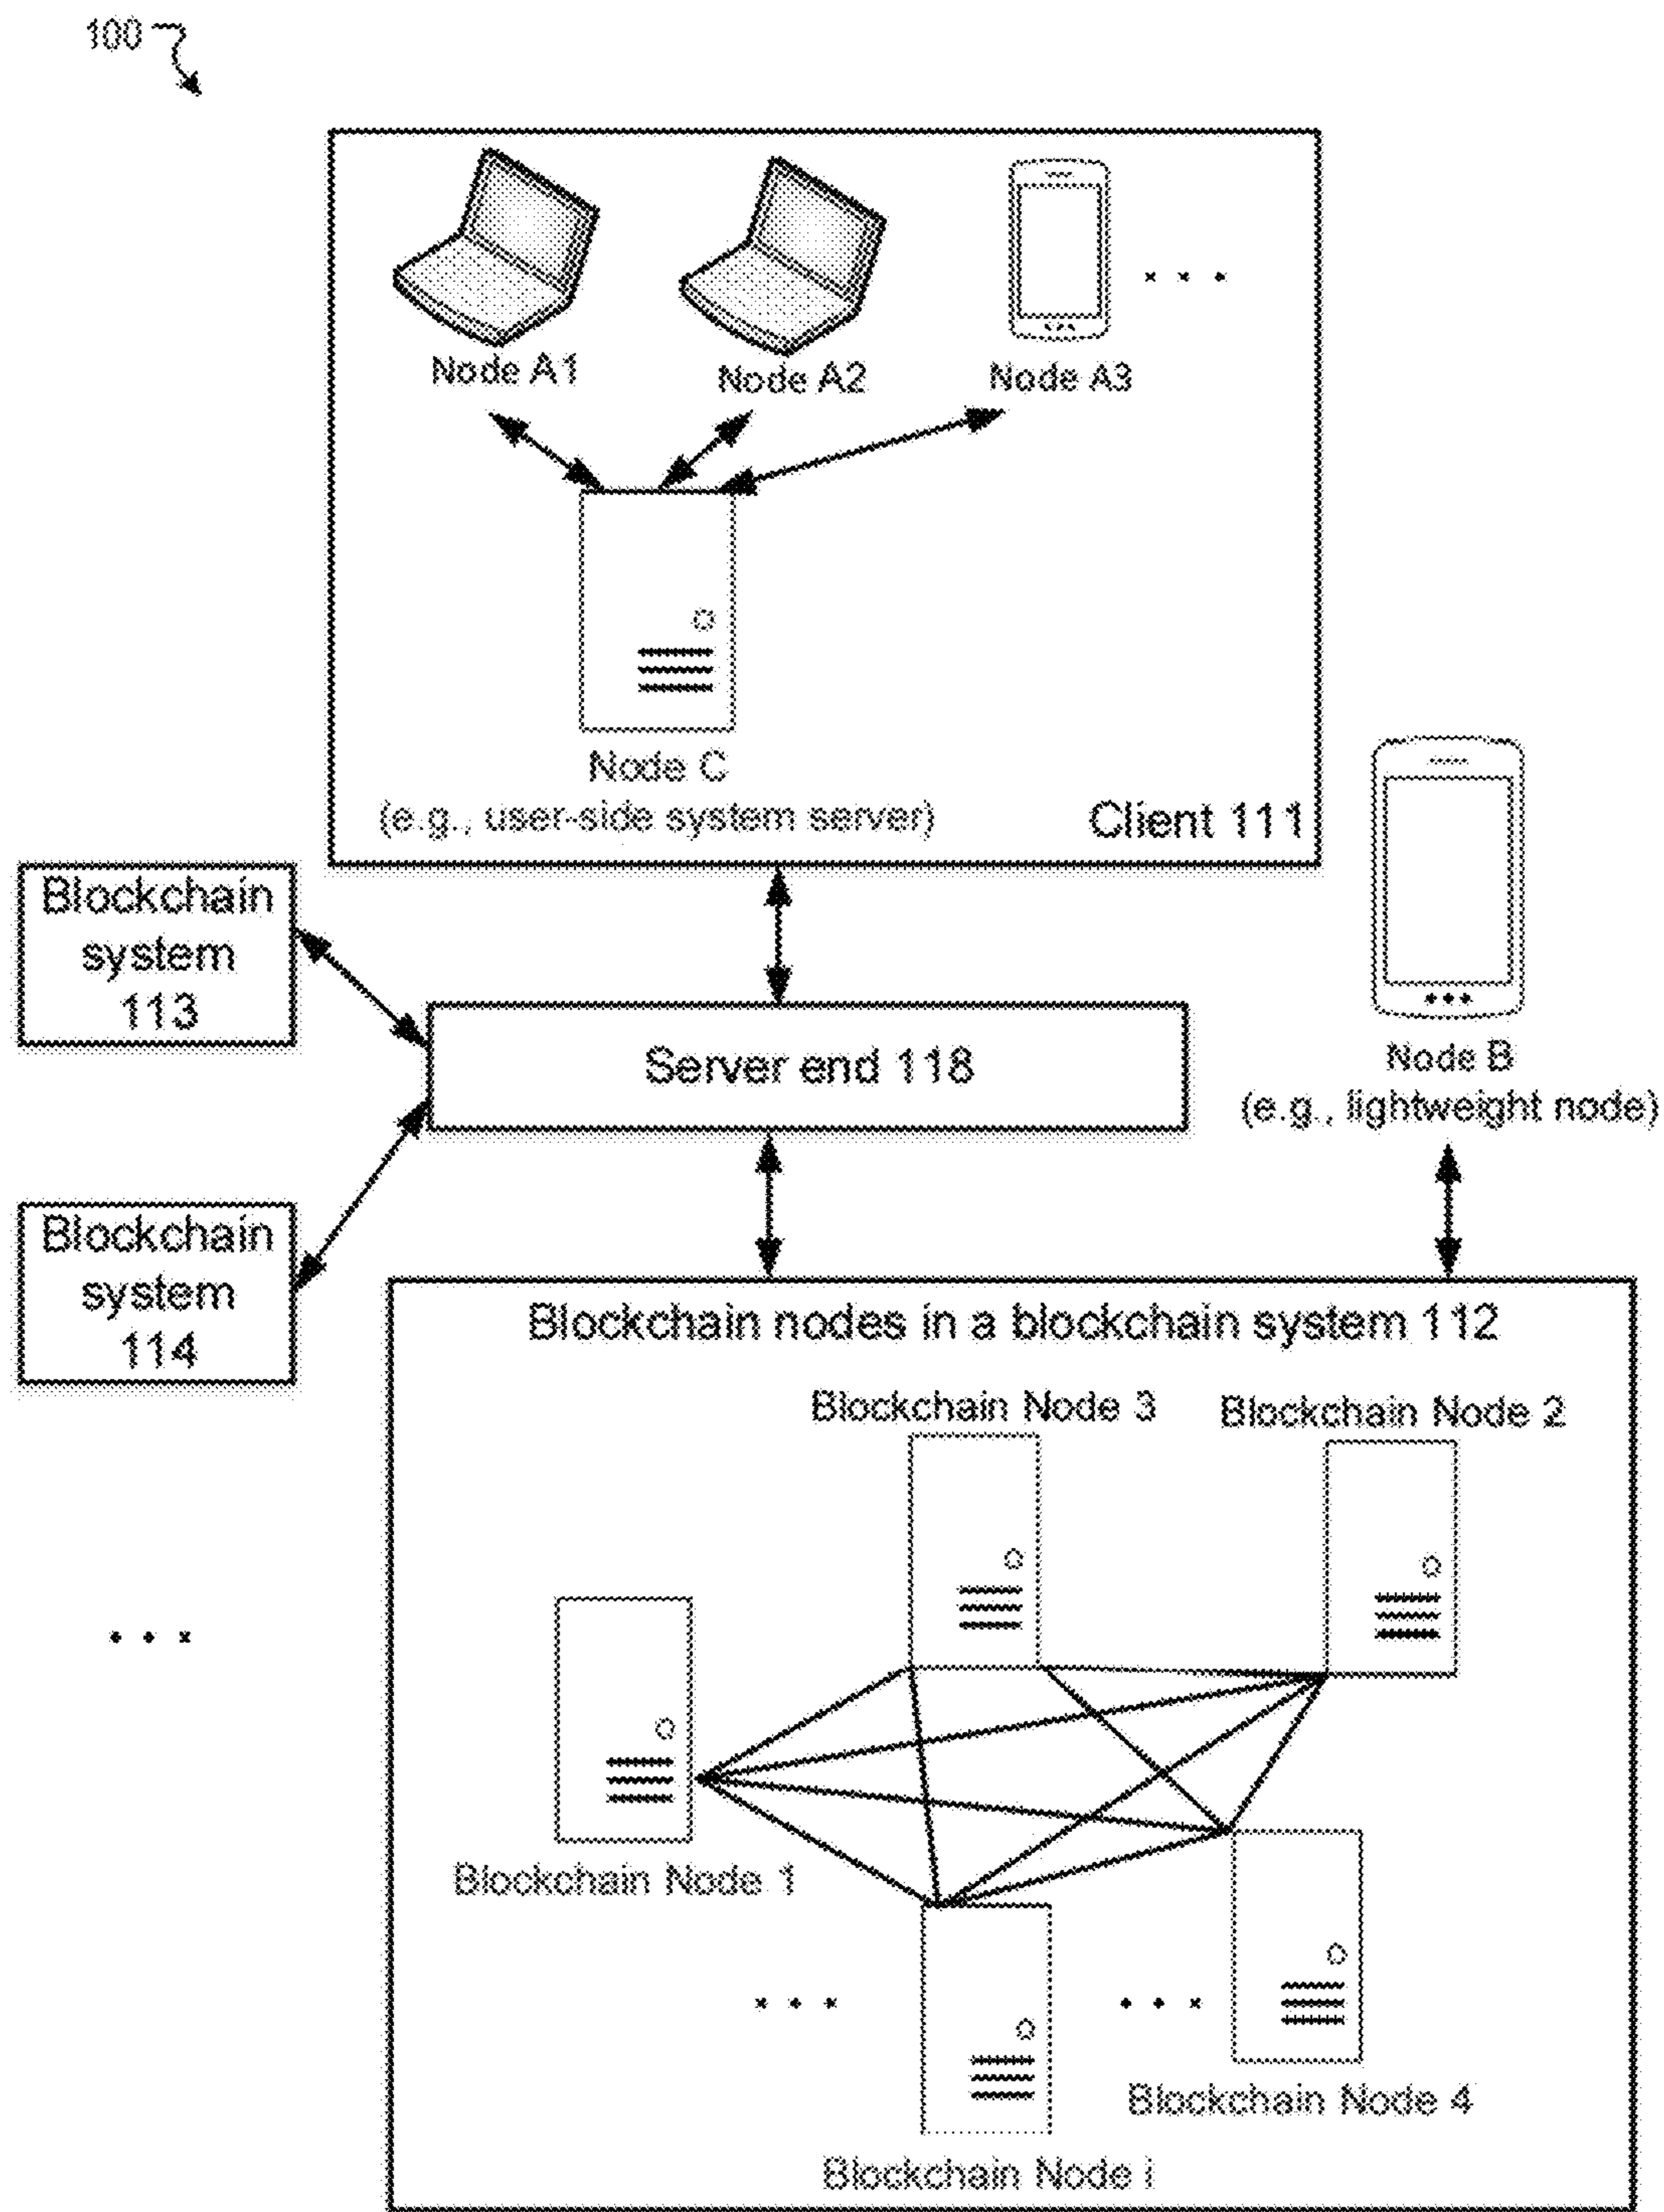 100
Node A1
Node A2
Node A3
. . .
Node C
(e.g., user-side system server)
Client 111
Blockchain
system
113
Server end 118
Node B
(e.g., lightweight node)
Blockchain
system
114
Blockchain nodes in a blockchain system 112
Blockchain Node 3
Blockchain Node 2
. . .
Blockchain Node 1
. . .
. . .
Blockchain Node 4
Blockchain Node i